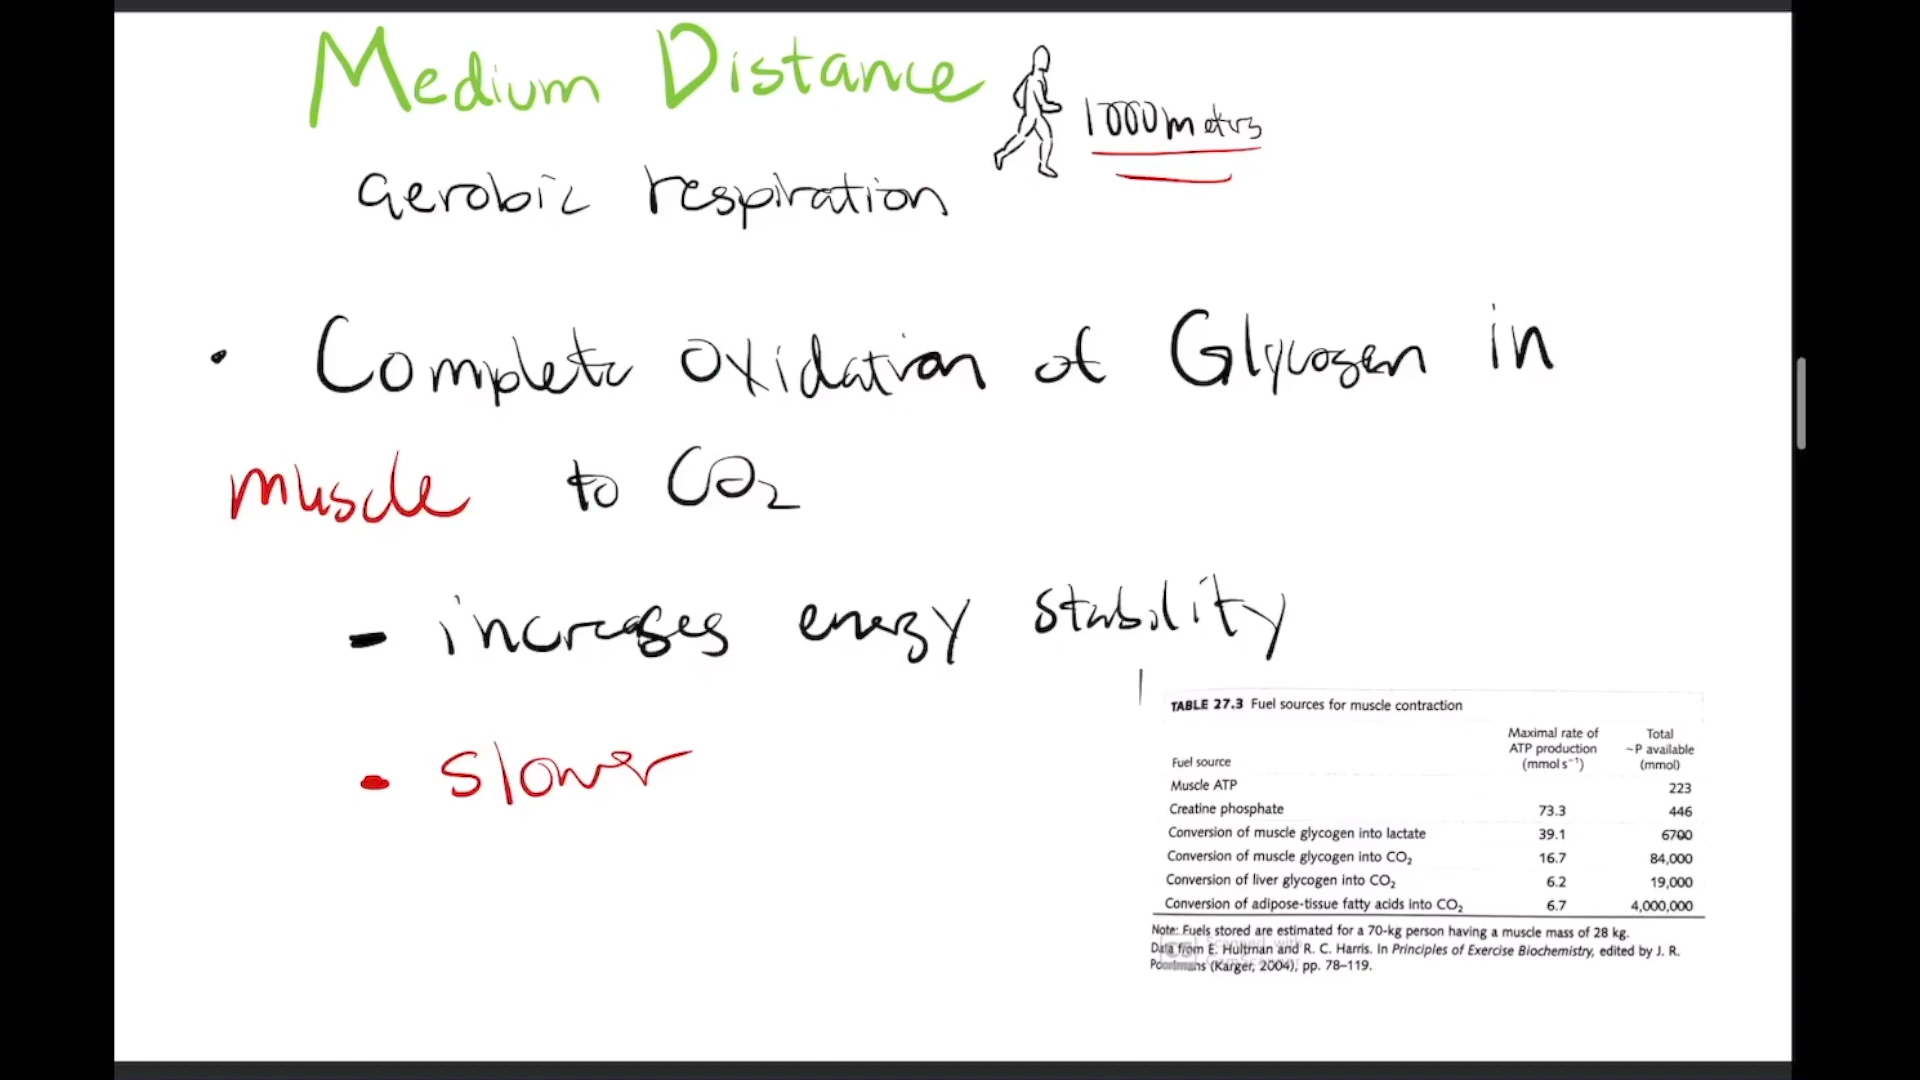 Medium Distance
1000 meters
aerobic respiration
• Complete oxidation of Glycogen in
muscle to CO₂
- increases energy stability
• slower
TABLE 27.3 Fuel sources for muscle contraction
Fuel source Maximal rate of ATP production (mmol s⁻¹) Total ~P available (mmol)
Muscle ATP 223
Creatine phosphate 73.3 446
Conversion of muscle glycogen into lactate 39.1 6700
Conversion of muscle glycogen into CO₂ 16.7 84,000
Conversion of liver glycogen into CO₂ 6.2 19,000
Conversion of adipose-tissue fatty acids into CO₂ 6.7 4,000,000
Note: Fuels stored are estimated for a 70-kg person having a muscle mass of 28 kg.
Data from E. Hultman and R. C. Harris. In Principles of Exercise Biochemistry, edited by J. R.
Poortmans (Karger, 2004), pp. 78–119.
CS Scanned with